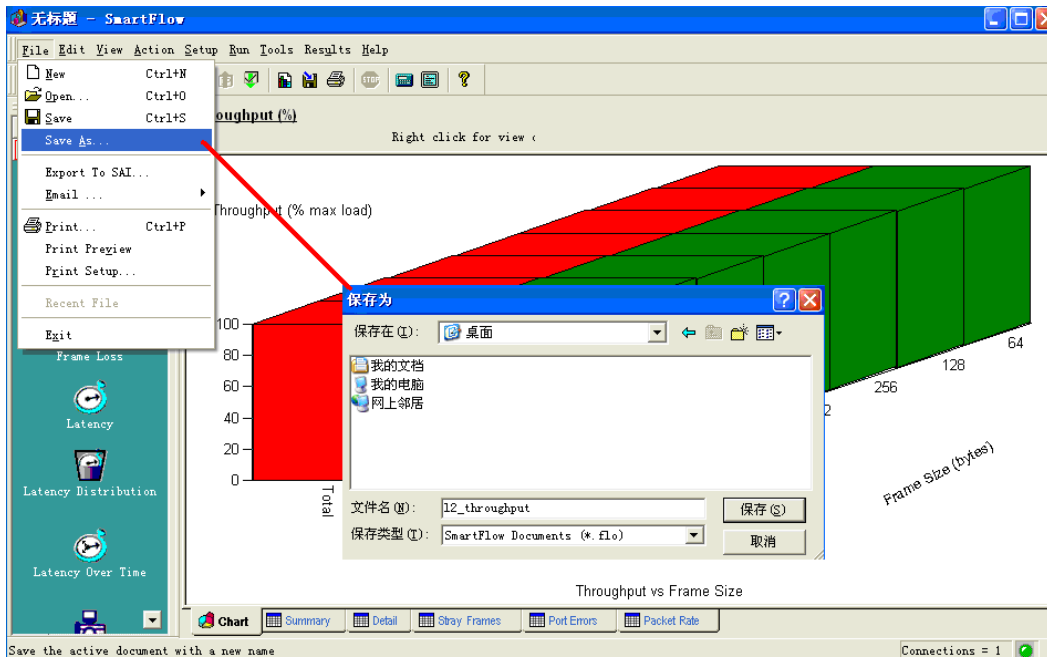 无标题 - SmartFlow
File Edit View Action Setup Run Tools Results Help
New Ctrl+N
Open... Ctrl+O
Save Ctrl+S
Save As...
Export To SAI...
Email ...
Print... Ctrl+P
Print Preview
Print Setup...
Recent File
Exit
STOP
oughput (%)
Right click for view
Throughput (% max load)
100
80
60
40
20
0
Total
64
128
256
2
Frame Size (bytes)
Throughput vs Frame Size
保存为
保存在(I): 桌面
我的文档
我的电脑
网上邻居
文件名(N): l2_throughput 保存(S)
保存类型(T): SmartFlow Documents (*.flo) 取消
Frame Loss
Latency
Latency Distribution
Latency Over Time
Chart Summary Detail Stray Frames Port Errors Packet Rate
Save the active document with a new name Connections = 1